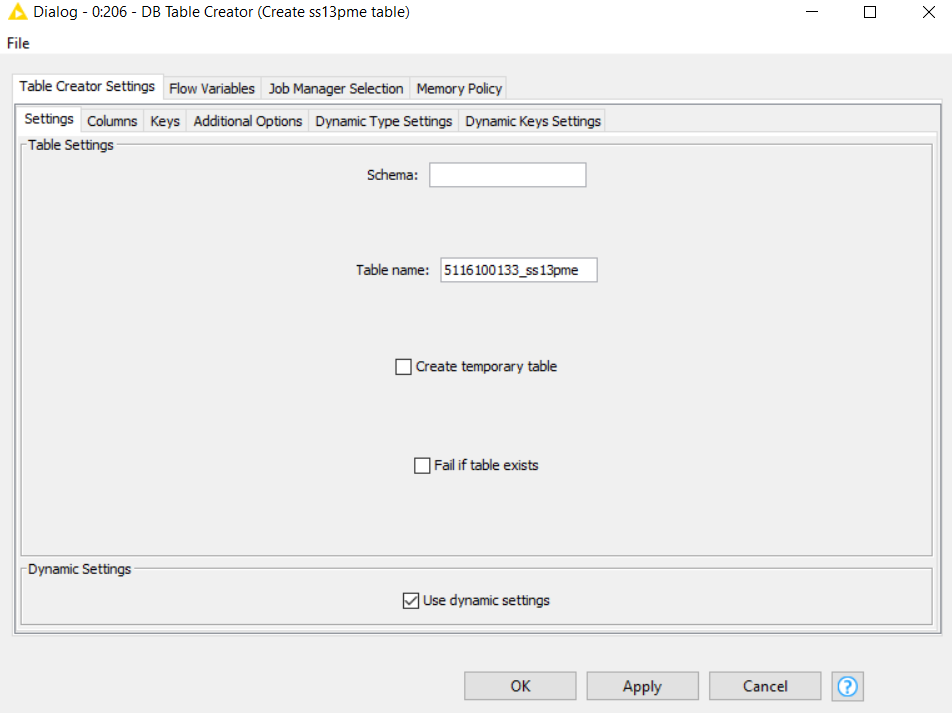 Dialog - 0:206 - DB Table Creator (Create ss13pme table)
File
Table Creator Settings Flow Variables Job Manager Selection Memory Policy
Settings Columns Keys Additional Options Dynamic Type Settings Dynamic Keys Settings
Table Settings
Schema:
Table name: 5116100133_ss13pme
Create temporary table
Fail if table exists
Dynamic Settings
Use dynamic settings
OK Apply Cancel ?